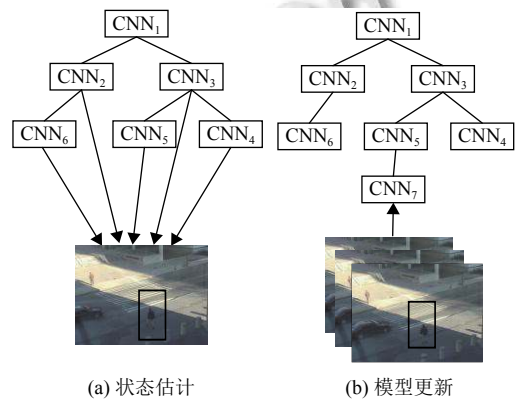 CNN₁
CNN₂ CNN₃
CNN₆ CNN₅ CNN₄
(a) 状态估计
CNN₁
CNN₂ CNN₃
CNN₆ CNN₅ CNN₄
CNN₇
(b) 模型更新